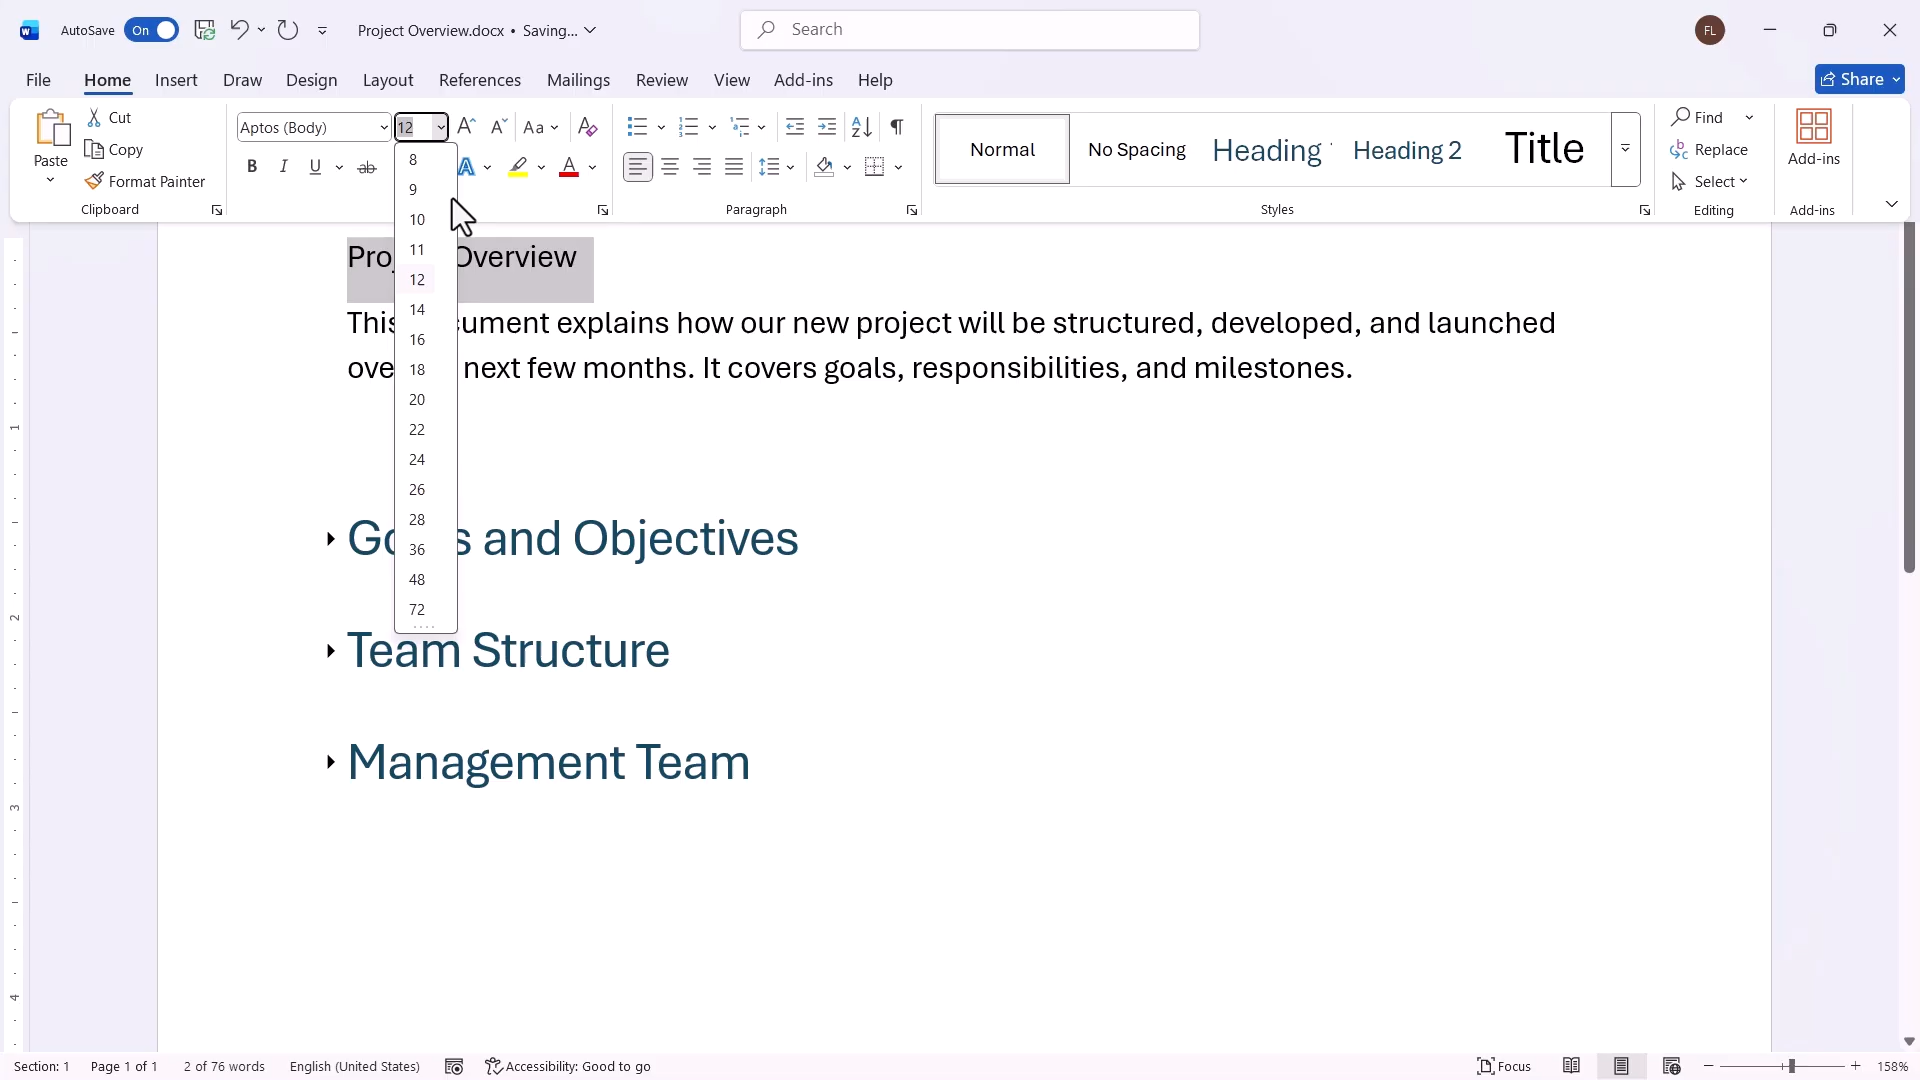 AutoSave On Project Overview.docx • Saving... Search FL
File Home Insert Draw Design Layout References Mailings Review View Add-ins Help Share
Paste Cut Copy Format Painter
Clipboard
Aptos (Body) 12 Aa
B I U ab A A
Paragraph
Normal No Spacing Heading Heading 2 Title
Styles
Find
Replace
Select
Editing
Add-ins
Add-ins
8
9
10
11
12
14
16
18
20
22
24
26
28
36
48
72
Proj Overview
This ument explains how our new project will be structured, developed, and launched
ove next few months. It covers goals, responsibilities, and milestones.
Go s and Objectives
Team Structure
Management Team
1
2
3
4
Section: 1 Page 1 of 1 2 of 76 words English (United States) Accessibility: Good to go Focus 158%